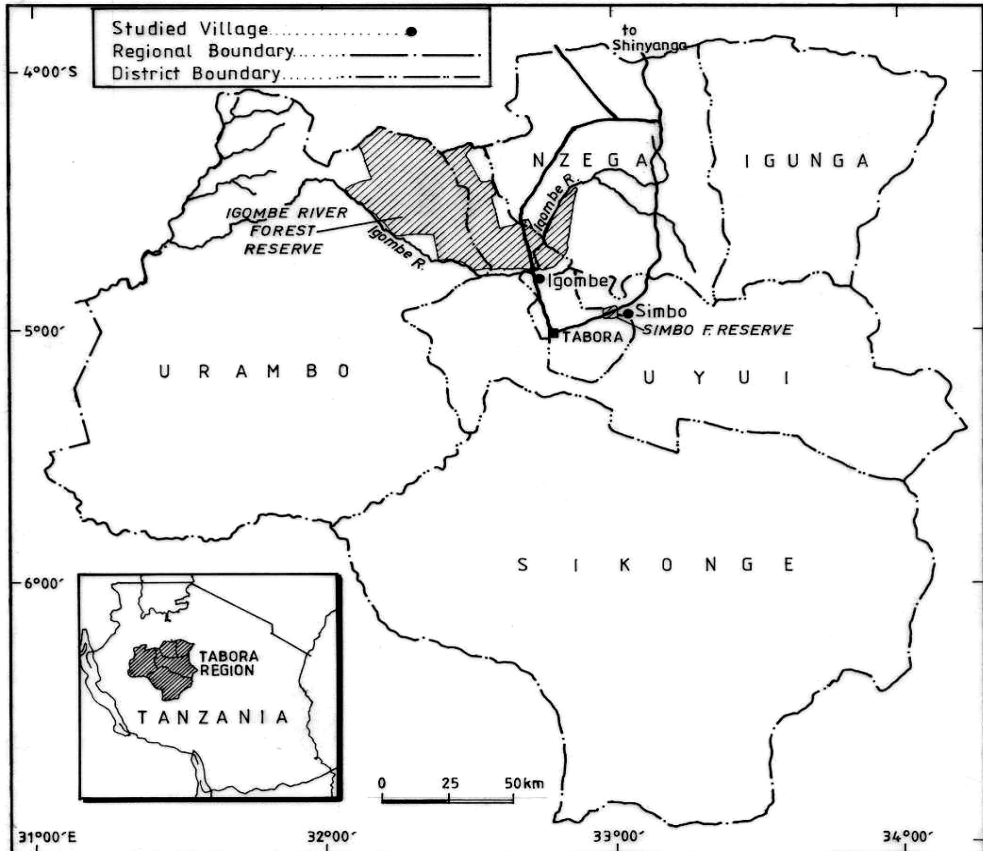 Studied Village
Regional Boundary
District Boundary
to
Shinyanga
4°00's
NZEGA
IGUNGA
Igombe R.
IGOMBE RIVER
FOREST
RESERVE
Igombe R.
Igombe
Simbo
SIMBO F. RESERVE
5°00'
TABORA
URAMBO
UYUI
SIKONGE
6°00'
TABORA
REGION
TANZANIA
0 25 50km
31°00'E 32°00' 33°00' 34°00'